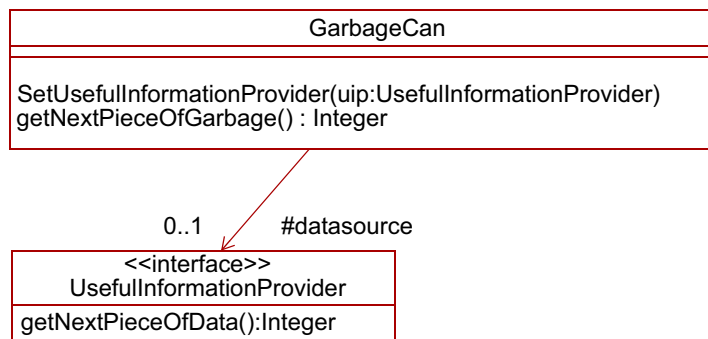 GarbageCan
SetUsefulInformationProvider(uip:UsefulInformationProvider)
getNextPieceOfGarbage() : Integer
0..1 #datasource
<<interface>>
UsefulInformationProvider
getNextPieceOfData():Integer